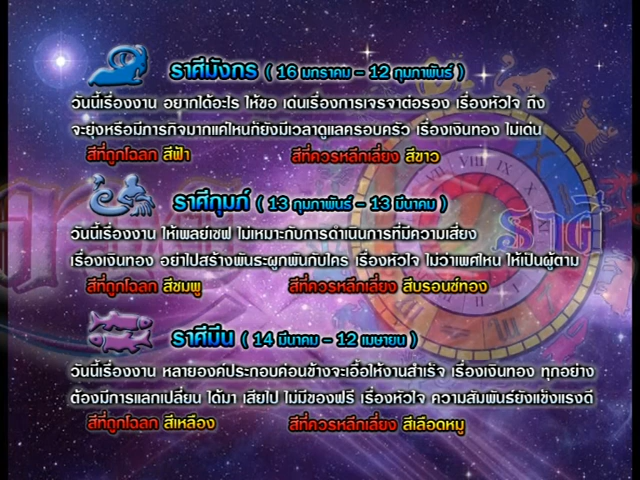 ราศีมังกร ( 16 มกราคม - 12 กุมภาพันธ์ )
วันนี้เรื่องงาน อยากได้อะไร ให้ขอ เด่นเรื่องการเจรจาต่อรอง เรื่องหัวใจ ถึง
จะยุ่งหรือมีภารกิจมากแค่ไหนก็ยังมีเวลาดูแลครอบครัว เรื่องเงินทอง ไม่เด่น
สีที่ถูกโฉลก สีฟ้า สีที่ควรหลีกเลี่ยง สีขาว
ราศีกุมภ์ ( 13 กุมภาพันธ์ - 13 มีนาคม )
วันนี้เรื่องงาน ให้เพลย์เซฟ ไม่เหมาะกับการดำเนินการที่มีความเสี่ยง
เรื่องเงินทอง อย่าไปสร้างพันธะผูกพันกับใคร เรื่องหัวใจ ไม่ว่าเพศไหน ให้เป็นผู้ตาม
สีที่ถูกโฉลก สีชมพู สีที่ควรหลีกเลี่ยง สีบรอนซ์ทอง
ราศี
ราศีมีน ( 14 มีนาคม - 12 เมษายน )
วันนี้เรื่องงาน หลายองค์ประกอบค่อนข้างจะเอื้อให้งานสำเร็จ เรื่องเงินทอง ทุกอย่าง
ต้องมีการแลกเปลี่ยน ได้มา เสียไป ไม่มีของฟรี เรื่องหัวใจ ความสัมพันธ์ยังแข็งแรงดี
สีที่ถูกโฉลก สีเหลือง สีที่ควรหลีกเลี่ยง สีเลือดหมู